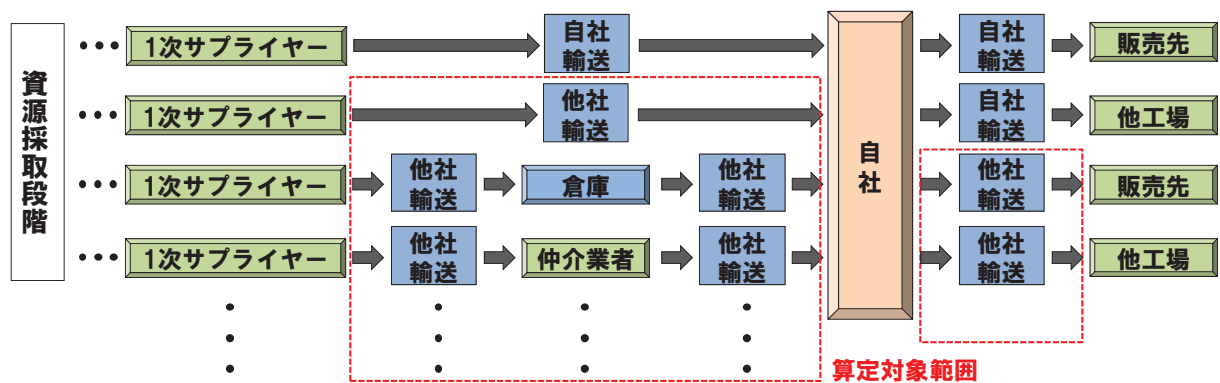 資源採取段階
・・・ 1次サプライヤー
自社
輸送
自社
輸送
販売先
・・・ 1次サプライヤー
他社
輸送
自社
輸送
他工場
自社
・・・ 1次サプライヤー
他社
輸送
倉庫
他社
輸送
他社
輸送
販売先
・・・ 1次サプライヤー
他社
輸送
仲介業者
他社
輸送
他社
輸送
他工場
算定対象範囲